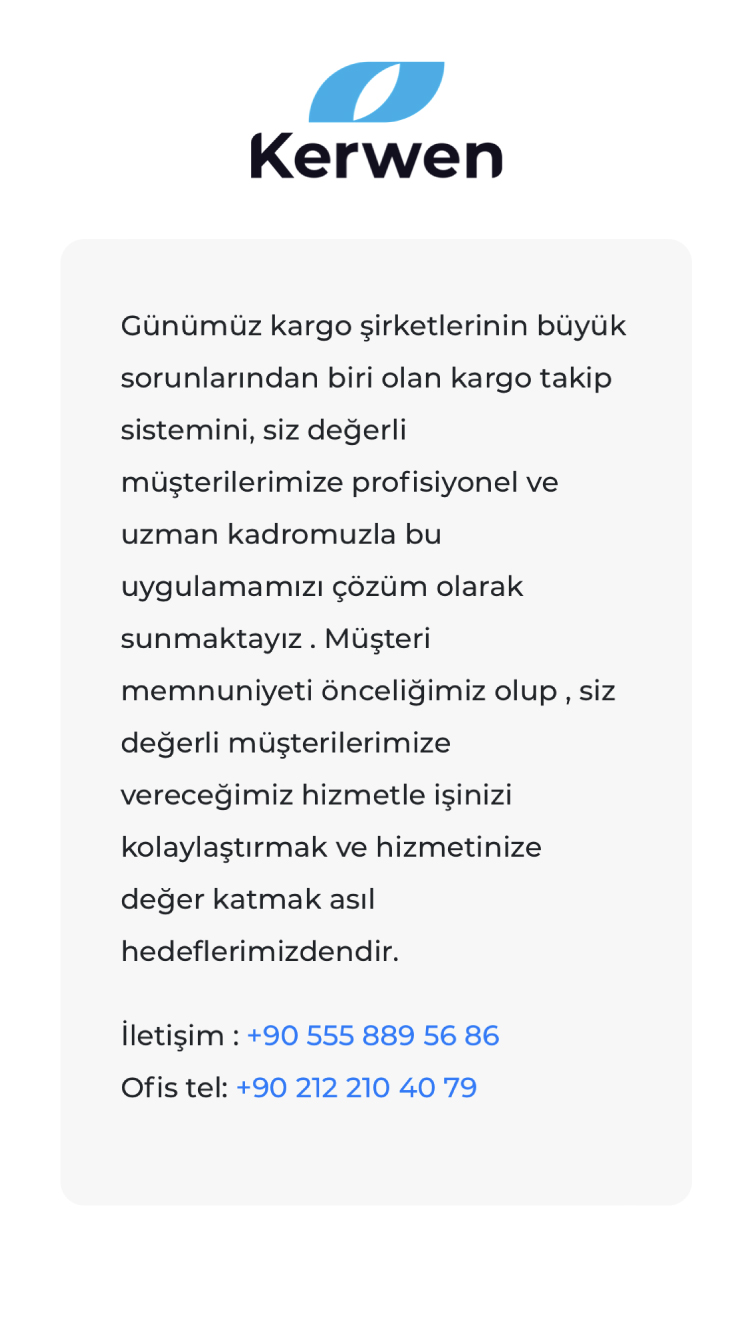 Kerwen
Günümüz kargo şirketlerinin büyük
sorunlarından biri olan kargo takip
sistemini, siz değerli
müşterilerimize profisiyonel ve
uzman kadromuzla bu
uygulamamızı çözüm olarak
sunmaktayız . Müşteri
memnuniyeti önceliğimiz olup , siz
değerli müşterilerimize
vereceğimiz hizmetle işinizi
kolaylaştırmak ve hizmetinize
değer katmak asıl
hedeflerimizdendir.
İletişim : +90 555 889 56 86
Ofis tel: +90 212 210 40 79